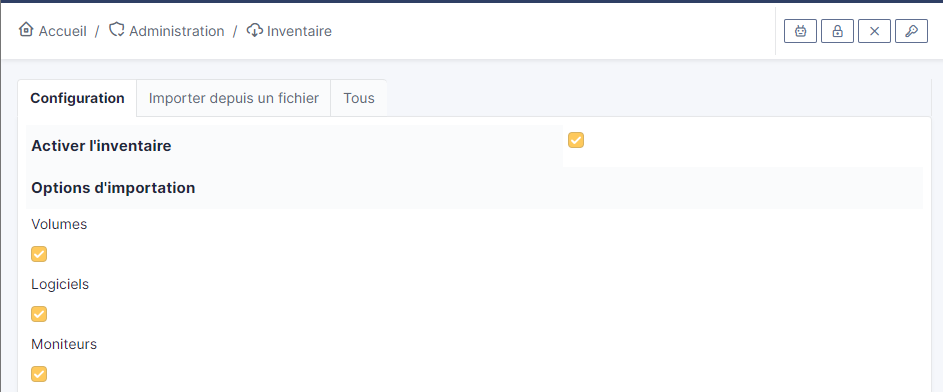 Accueil / Administration / Inventaire
Configuration Importer depuis un fichier Tous
Activer l'inventaire
Options d'importation
Volumes
Logiciels
Moniteurs